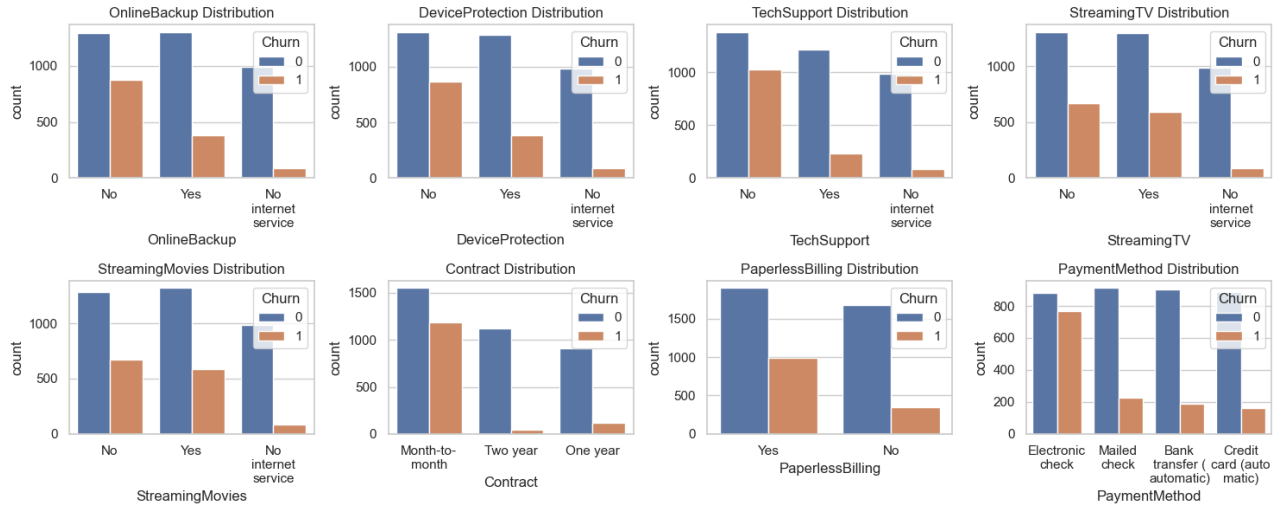 OnlineBackup Distribution
count
1000
500
0
Churn
0
1
No
Yes
No
internet
service
OnlineBackup
DeviceProtection Distribution
count
1000
500
0
Churn
0
1
No
Yes
No
internet
service
DeviceProtection
TechSupport Distribution
count
1000
500
0
Churn
0
1
No
Yes
No
internet
service
TechSupport
StreamingTV Distribution
count
1000
500
0
Churn
0
1
No
Yes
No
internet
service
StreamingTV
StreamingMovies Distribution
count
1000
500
0
Churn
0
1
No
Yes
No
internet
service
StreamingMovies
Contract Distribution
count
1500
1000
500
0
Churn
0
1
Month-to-
month
Two year
One year
Contract
PaperlessBilling Distribution
count
1500
1000
500
0
Churn
0
1
Yes
No
PaperlessBilling
PaymentMethod Distribution
count
800
600
400
200
0
Churn
0
1
Electronic
check
Mailed
check
Bank
transfer (
automatic)
Credit
card (auto
matic)
PaymentMethod